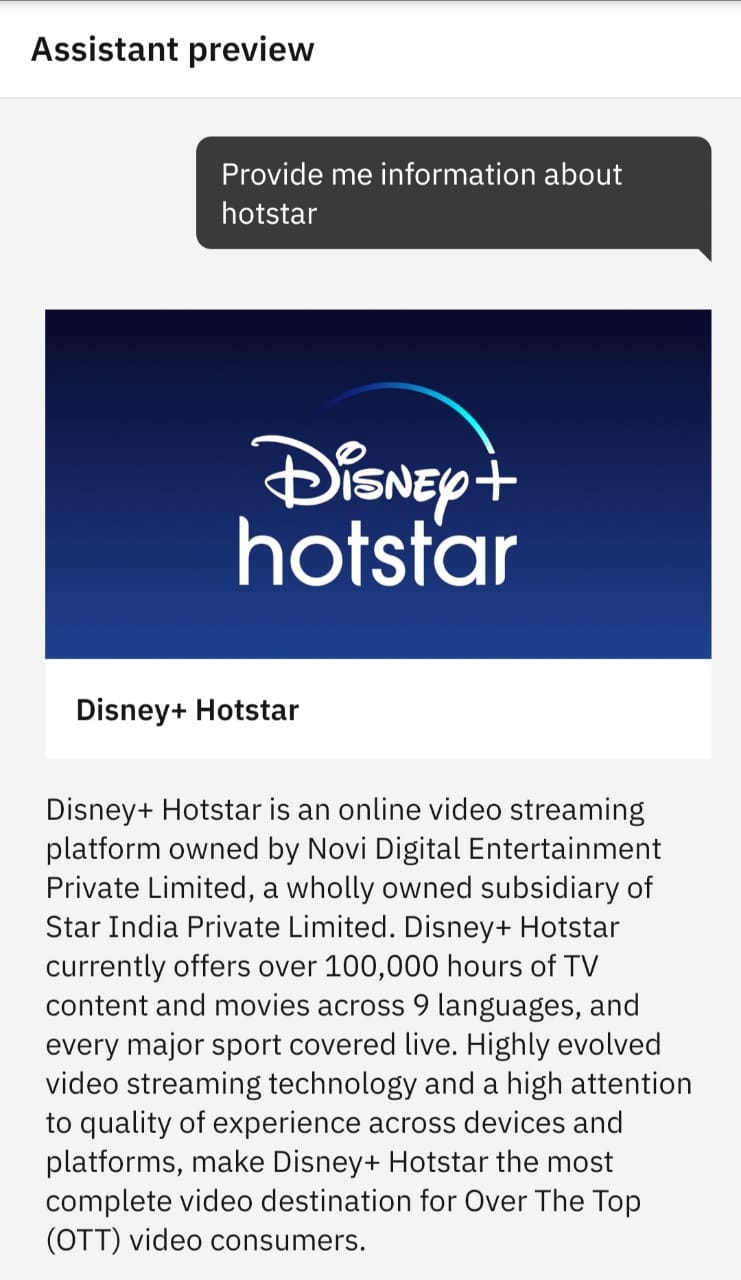 Assistant preview
Provide me information about
hotstar
Disney+
hotstar
Disney+ Hotstar
Disney+ Hotstar is an online video streaming
platform owned by Novi Digital Entertainment
Private Limited, a wholly owned subsidiary of
Star India Private Limited. Disney+ Hotstar
currently offers over 100,000 hours of TV
content and movies across 9 languages, and
every major sport covered live. Highly evolved
video streaming technology and a high attention
to quality of experience across devices and
platforms, make Disney+ Hotstar the most
complete video destination for Over The Top
(OTT) video consumers.